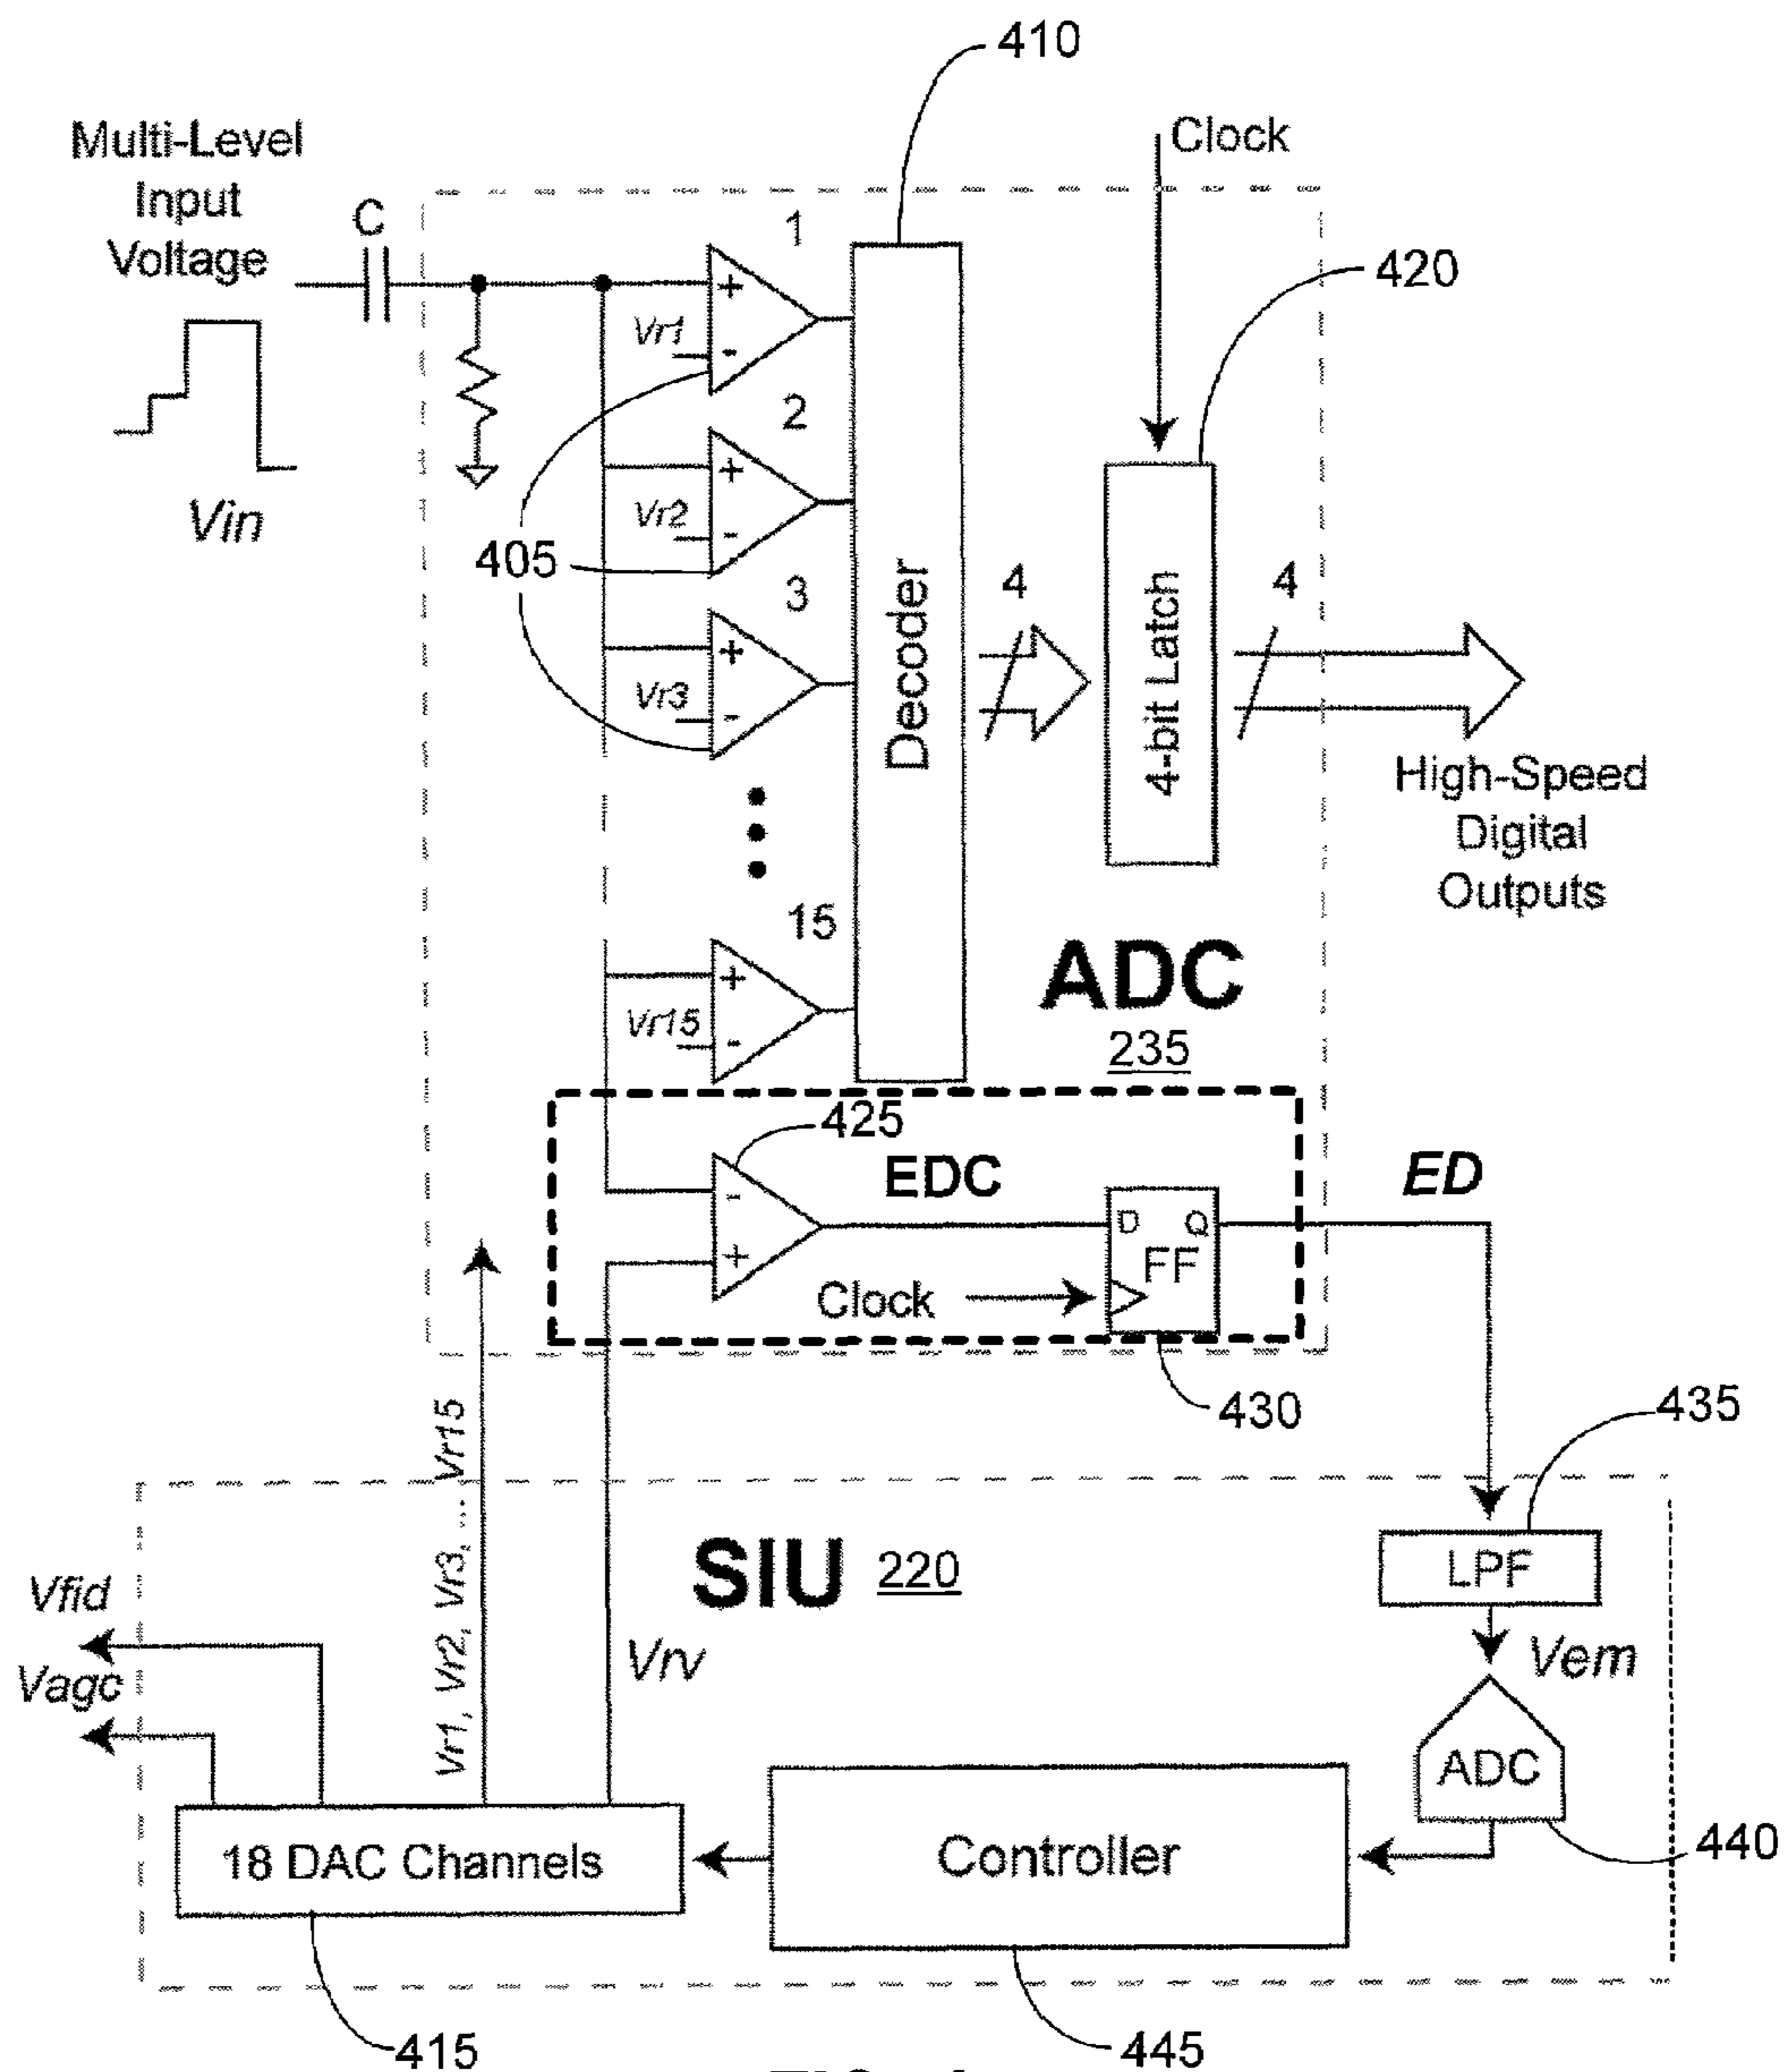 410
Multi-Level
Input
Voltage
Clock
C
1
420
Vr1
+
-
2
Vin
Vr2
+
-
405
3
Decoder
4
4-bit Latch
4
Vr3
+
-
High-Speed
Digital
Outputs
15
ADC
235
Vr15
+
-
425
EDC
ED
-
+
D Q
FF
Clock
430
435
Vr1, Vr2, Vr3, ... Vr15
SIU 220
LPF
Vfid
Vrv
Vem
Vagc
ADC
18 DAC Channels
Controller
440
415
445